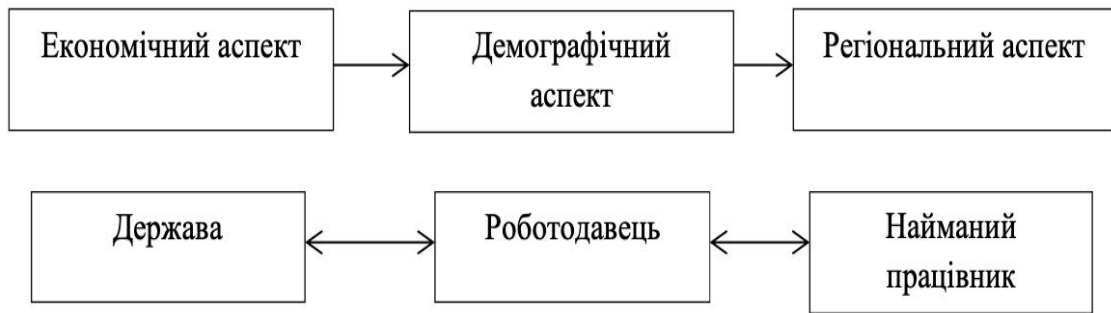 Економічний аспект
Демографічний
аспект
Регіональний аспект
Держава
Роботодавець
Найманий
працівник